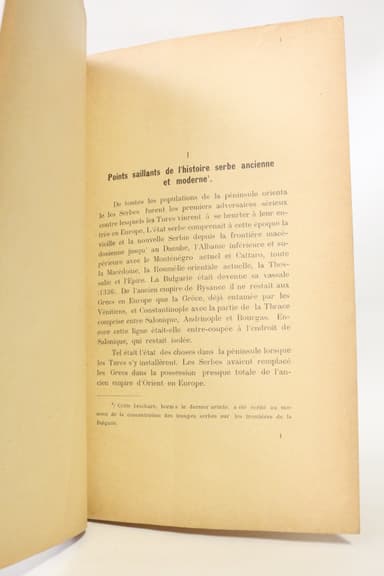 1
I
Points saillants de l'histoire serbe ancienne
et moderne¹.
De toutes les populations de la péninsule orienta
le les Serbes furent les premiers adversaires sérieux
contre lesquels les Turcs vinrent à se heurter à leur en-
trée en Europe. L'état serbe comprenait à cette époque la
vieille et la nouvelle Serbie depuis la frontière macé-
donienne jusqu' au Danube, l'Albanie inférieure et su-
périeure avec le Monténégro actuel et Cattaro, toute
la Macédoine, la Roumélie orientale actuelle, la Thes-
salie et l'Epire. La Bulgarie était devenue sa vassale
De l'ancien empire de Bysance il ne restait aux
Grecs en Europe que la Grèce, déjà entamée par les
Vénitiens, et Constantinople avec la partie de la Thrace
comprise entre Salonique, Andrinople et Bourgas. En-
core cette ligne était-elle entre-coupée à l'endroit de
Salonique, qui restait isolée.
Tel était l'état des choses dans la péninsule lorsque
les Turcs s'y installèrent. Les Serbes avaient remplacé
les Grecs dans la possession presque totale de l'an-
cien empire d'Orient en Europe.
¹) Cette brochure, hormis le dernier article, a été écrite au mo-
ment de la concentration des troupes serbes sur les frontières de la
Bulgarie.
1